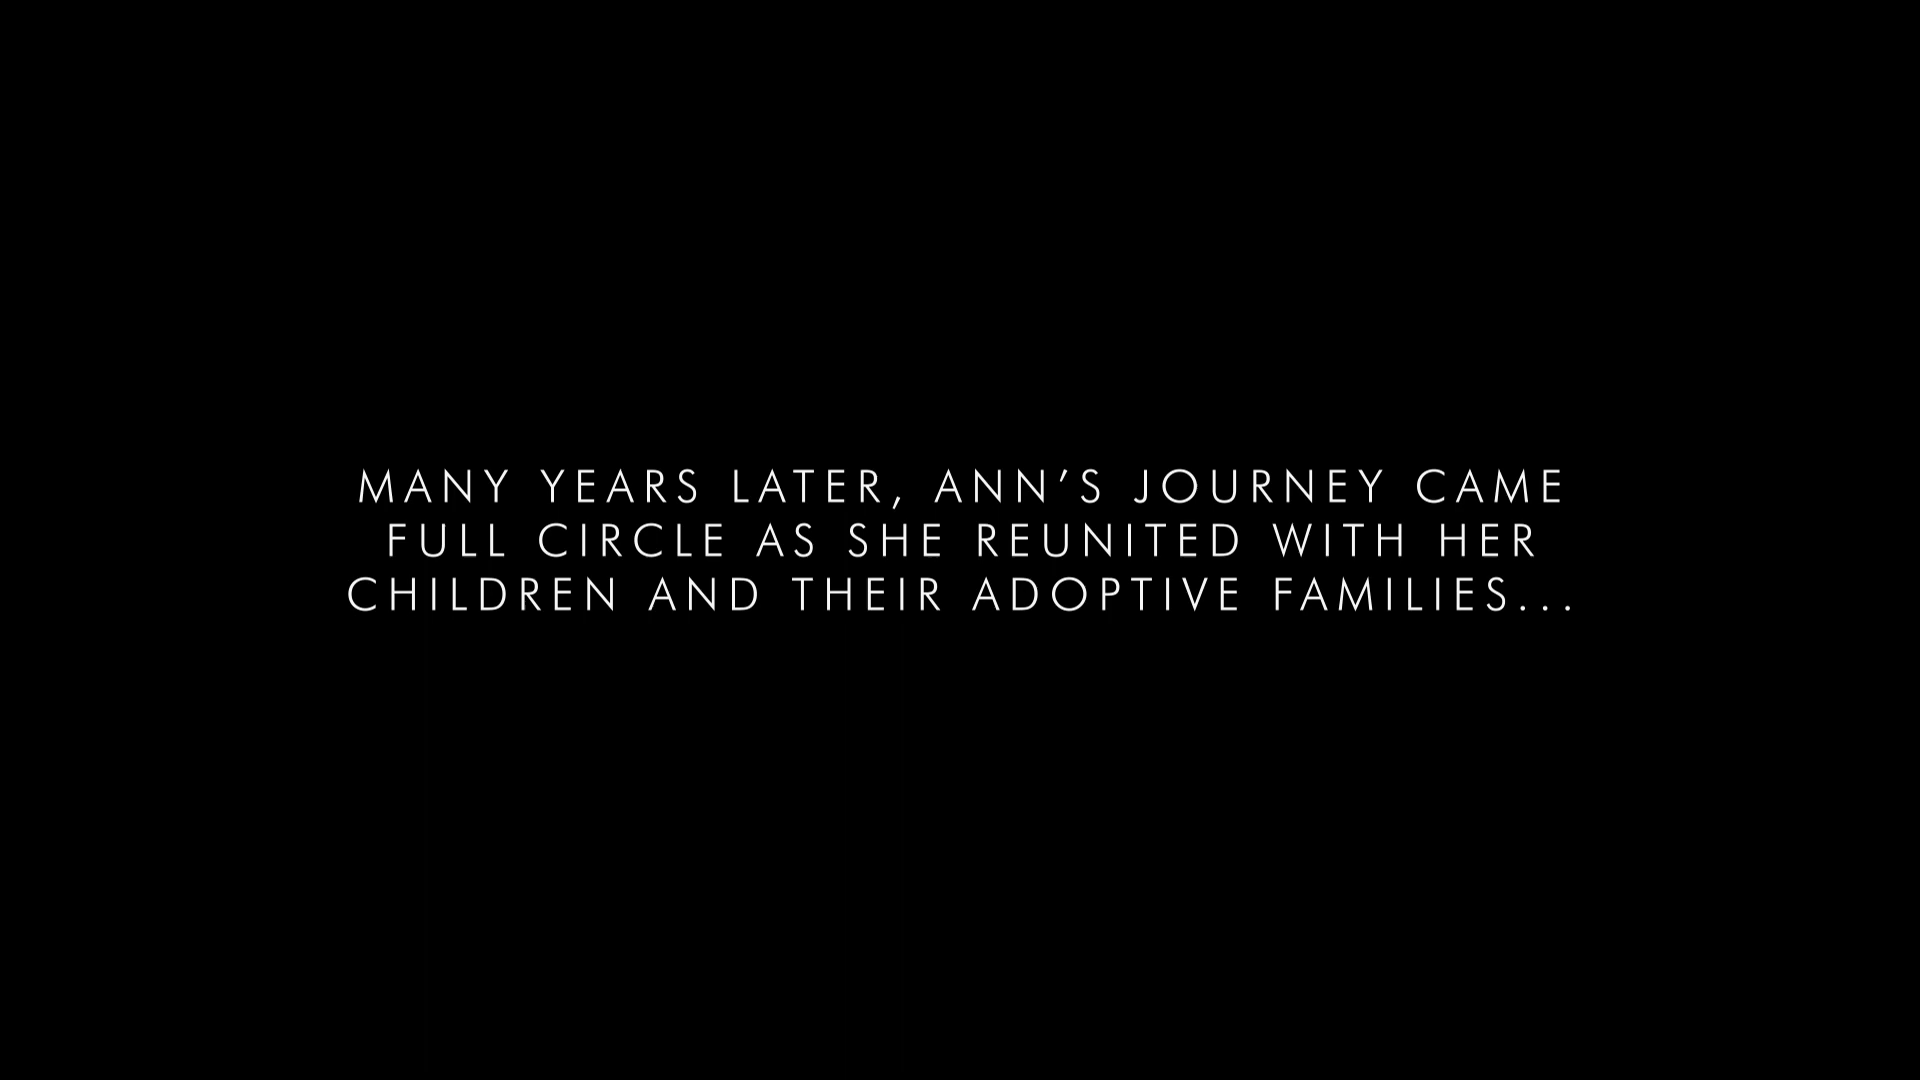 MANY YEARS LATER, ANN’S JOURNEY CAME
FULL CIRCLE AS SHE REUNITED WITH HER
CHILDREN AND THEIR ADOPTIVE FAMILIES...